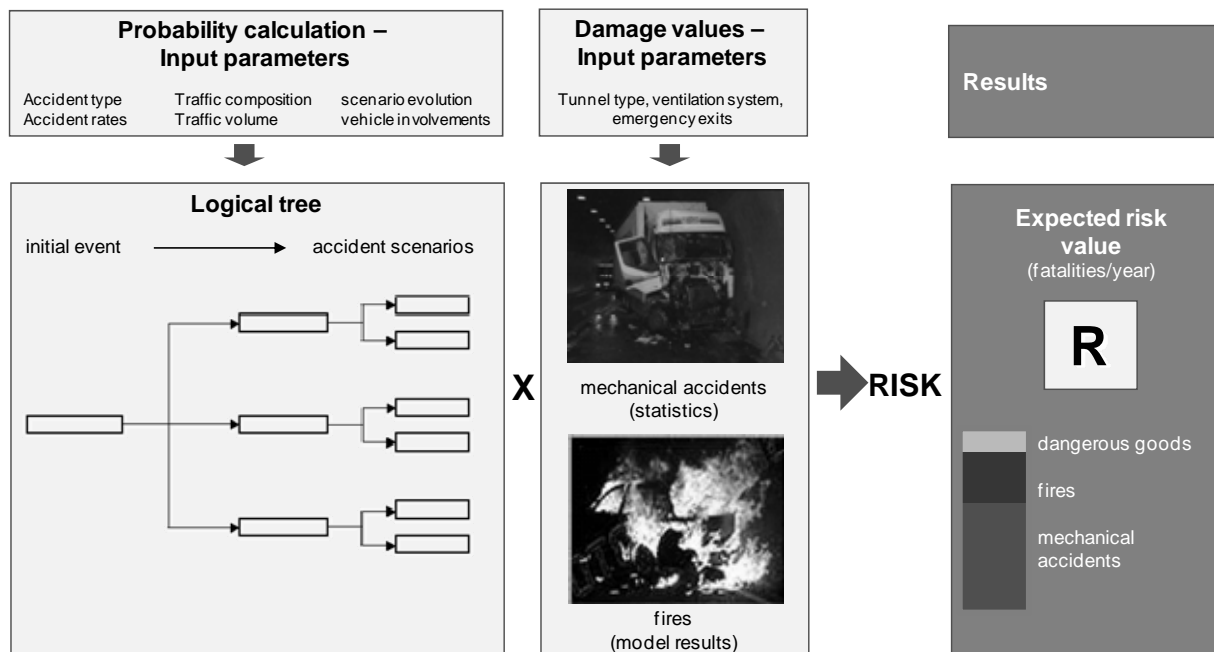 Probability calculation –
Input parameters
Accident type Traffic composition scenario evolution
Accident rates Traffic volume vehicle involvements
Damage values –
Input parameters
Tunnel type, ventilation system,
emergency exits
Results
Logical tree
initial event accident scenarios
X
mechanical accidents
(statistics)
fires
(model results)
RISK
Expected risk
value
(fatalities/year)
R
dangerous goods
fires
mechanical
accidents